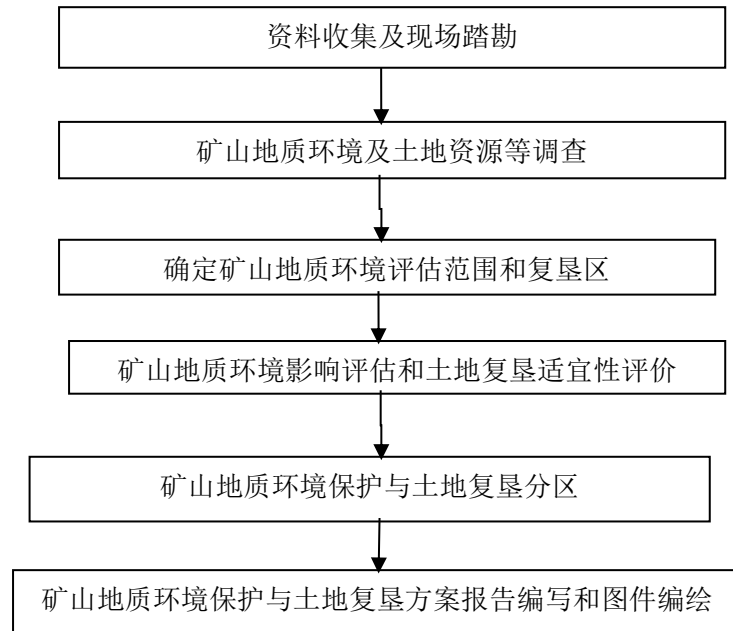 资料收集及现场踏勘
矿山地质环境及土地资源等调查
确定矿山地质环境评估范围和复垦区
矿山地质环境影响评估和土地复垦适宜性评价
矿山地质环境保护与土地复垦分区
矿山地质环境保护与土地复垦方案报告编写和图件编绘